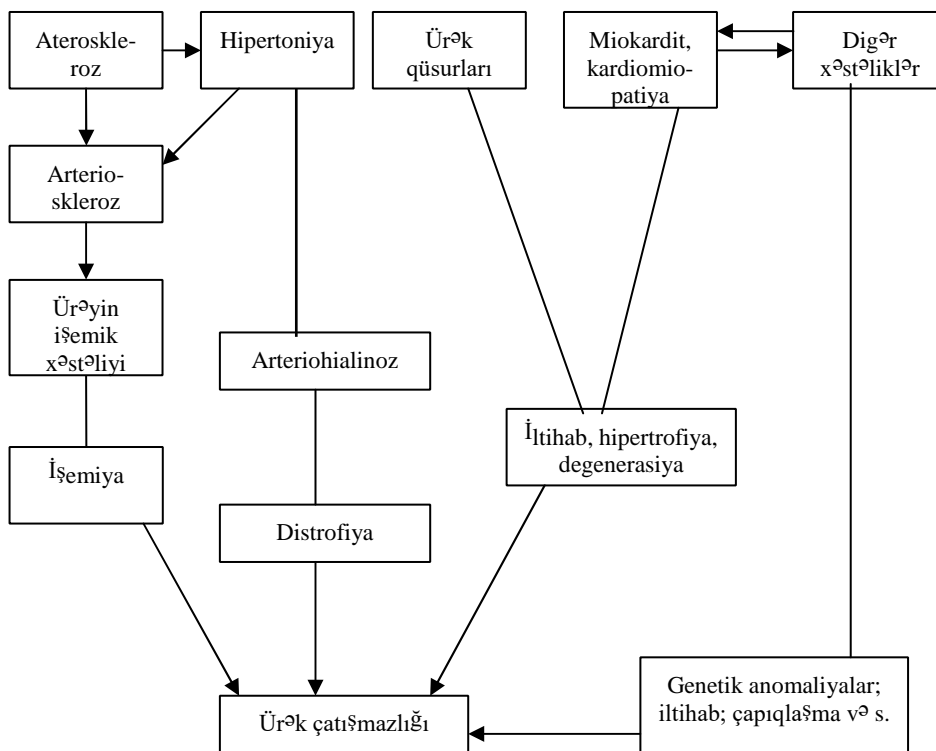 Ateroskle-
roz
Hipertoniya
Ürək
qüsurları
Miokardit,
kardiomio-
patiya
Digər
xəstəliklər
Arterio-
skleroz
Ürəyin
işemik
xəstəliyi
Arteriohialinoz
İltihab, hipertrofiya,
degenerasiya
İşemiya
Distrofiya
Genetik anomaliyalar;
iltihab; çapıqlaşma və s.
Ürək çatışmazlığı